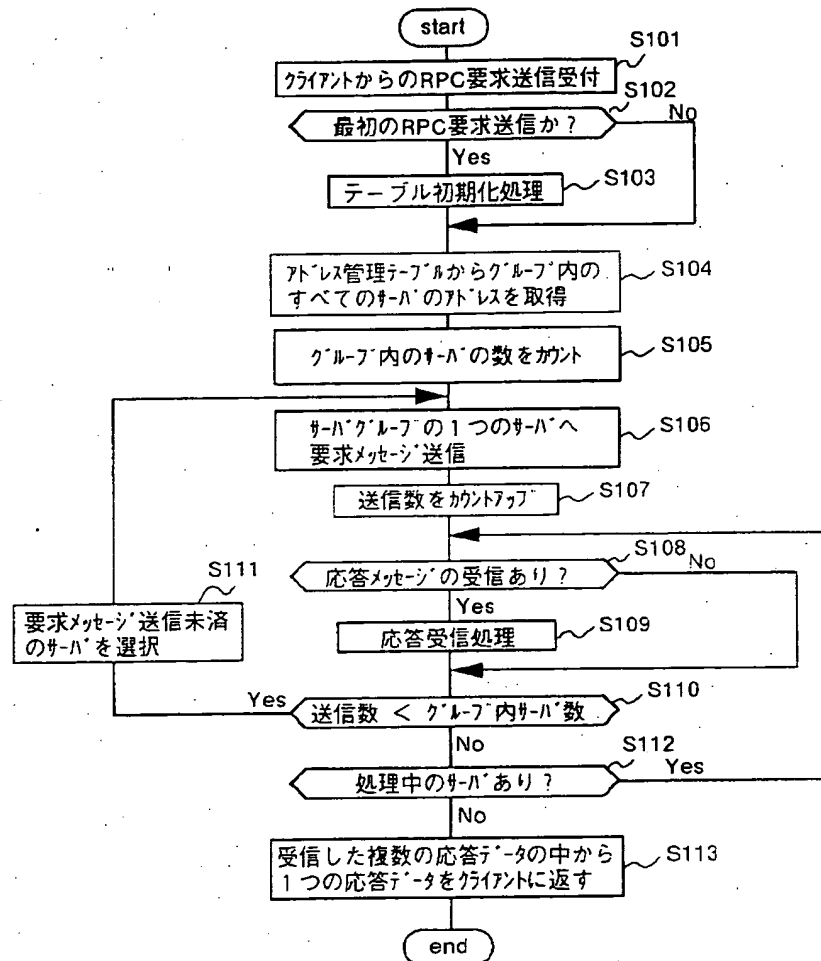 start
S101
クライアントからのRPC要求送信受付
S102
最初のRPC要求送信か？
No
Yes
S103
テーブル初期化処理
アドレス管理テーブルからグループ内の
すべてのサーバのアドレスを取得
S104
グループ内のサーバの数をカウント
S105
サーバグループの１つのサーバへ
要求メッセージ送信
S106
送信数をカウントアップ
S107
S108
応答メッセージの受信あり？
No
Yes
S111
要求メッセージ送信未済
のサーバを選択
応答受信処理
S109
S110
Yes
送信数 < グループ内サーバ数
No
S112
処理中のサーバあり？
Yes
No
受信した複数の応答データの中から
１つの応答データをクライアントに返す
S113
end